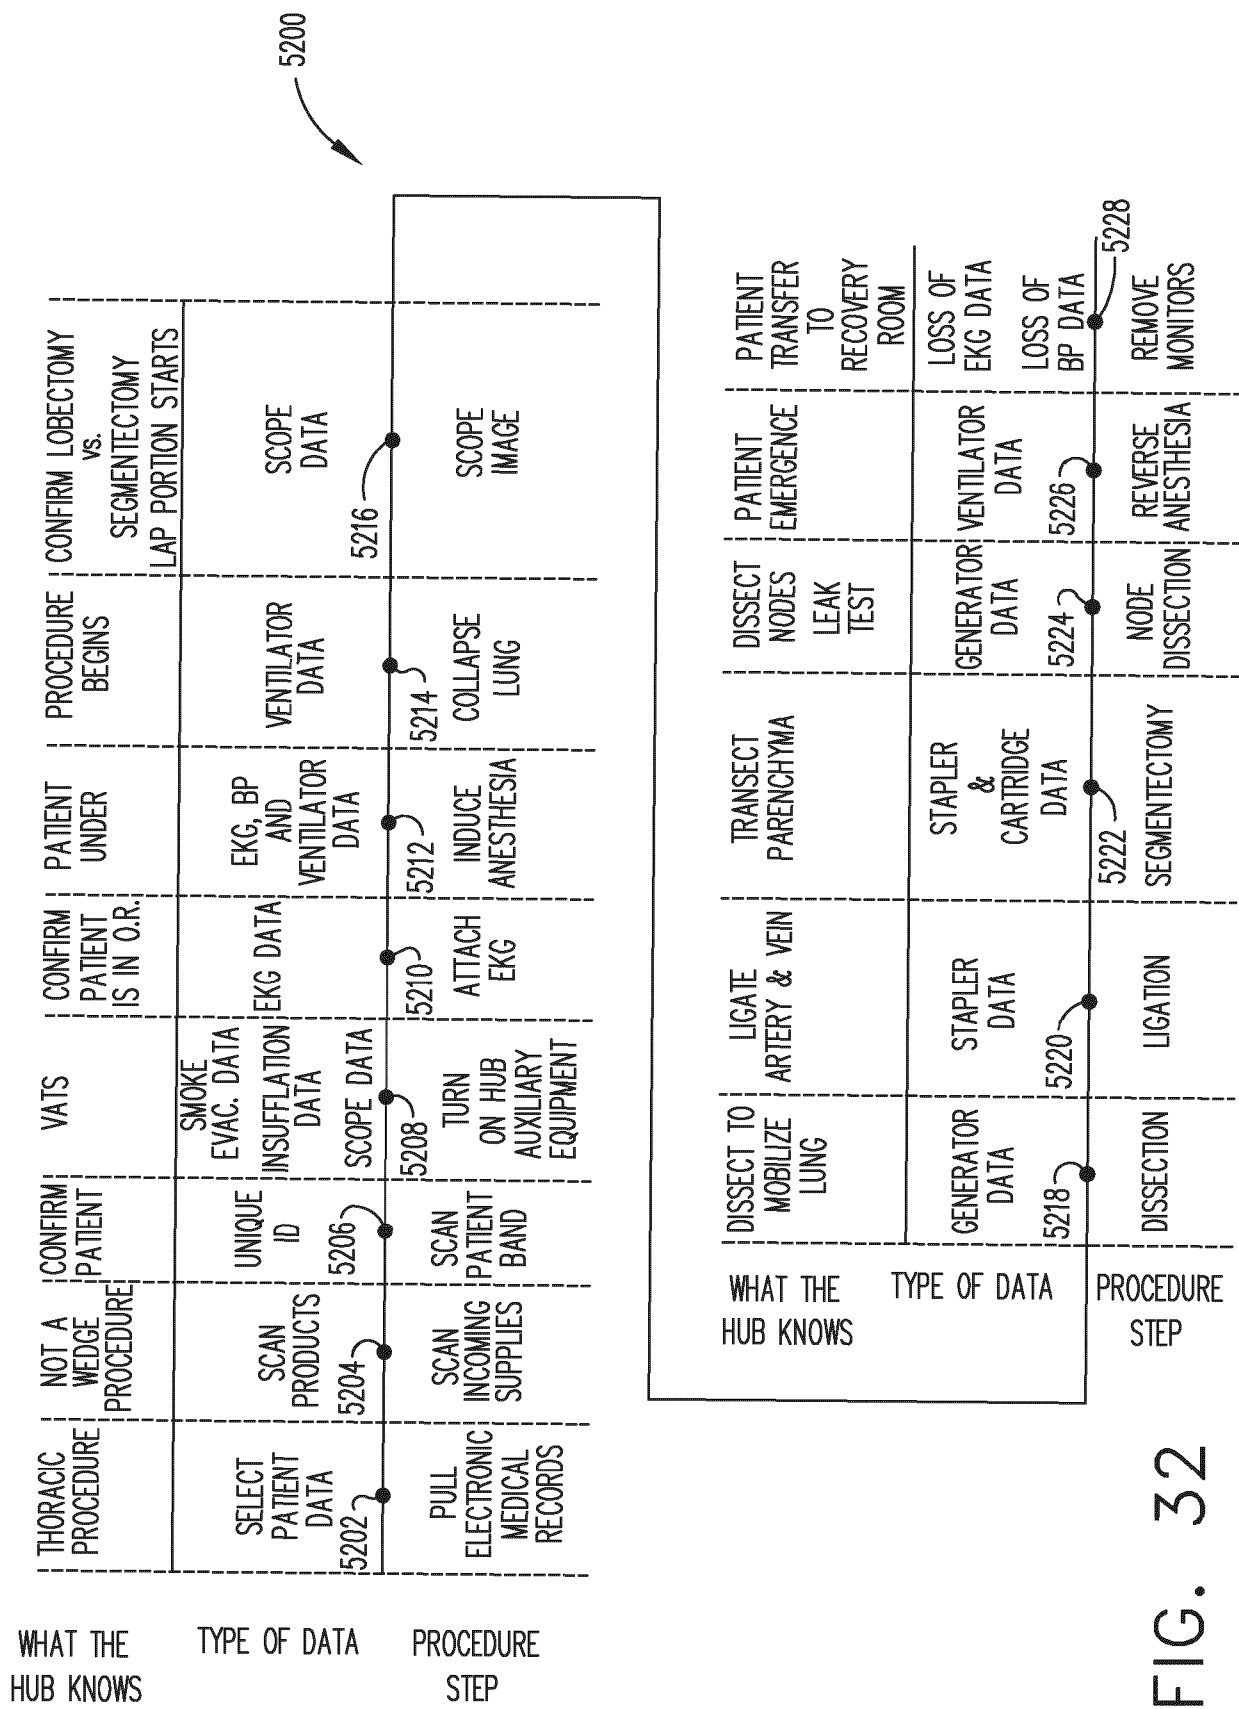 5200
WHAT THE
HUB KNOWS
THORACIC
PROCEDURE
NOT A
WEDGE
PROCEDURE
CONFIRM
PATIENT
VATS
CONFIRM
PATIENT
IS IN O.R.
PATIENT
UNDER
PROCEDURE
BEGINS
CONFIRM LOBECTOMY
vs.
SEGMENTECTOMY
LAP PORTION STARTS
TYPE OF DATA
SELECT
PATIENT
DATA
5202
SCAN
PRODUCTS
5204
UNIQUE
ID
5206
SMOKE
EVAC. DATA
INSUFFLATION
DATA
SCOPE DATA
5208
EKG DATA
5210
EKG, BP
AND
VENTILATOR
DATA
5212
VENTILATOR
DATA
5214
SCOPE
DATA
5216
PROCEDURE
STEP
PULL
ELECTRONIC
MEDICAL
RECORDS
SCAN
INCOMING
SUPPLIES
SCAN
PATIENT
BAND
TURN
ON HUB
AUXILIARY
EQUIPMENT
ATTACH
EKG
INDUCE
ANESTHESIA
COLLAPSE
LUNG
SCOPE
IMAGE
WHAT THE
HUB KNOWS
DISSECT TO
MOBILIZE
LUNG
LIGATE
ARTERY & VEIN
TRANSECT
PARENCHYMA
DISSECT
NODES
LEAK
TEST
PATIENT
EMERGENCE
PATIENT
TRANSFER
TO
RECOVERY
ROOM
TYPE OF DATA
GENERATOR
DATA
5218
STAPLER
DATA
5220
STAPLER
&
CARTRIDGE
DATA
5222
GENERATOR
DATA
5224
VENTILATOR
DATA
5226
LOSS OF
EKG DATA
LOSS OF
BP DATA
5228
PROCEDURE
STEP
DISSECTION
LIGATION
SEGMENTECTOMY
NODE
DISSECTION
REVERSE
ANESTHESIA
REMOVE
MONITORS
FIG. 32